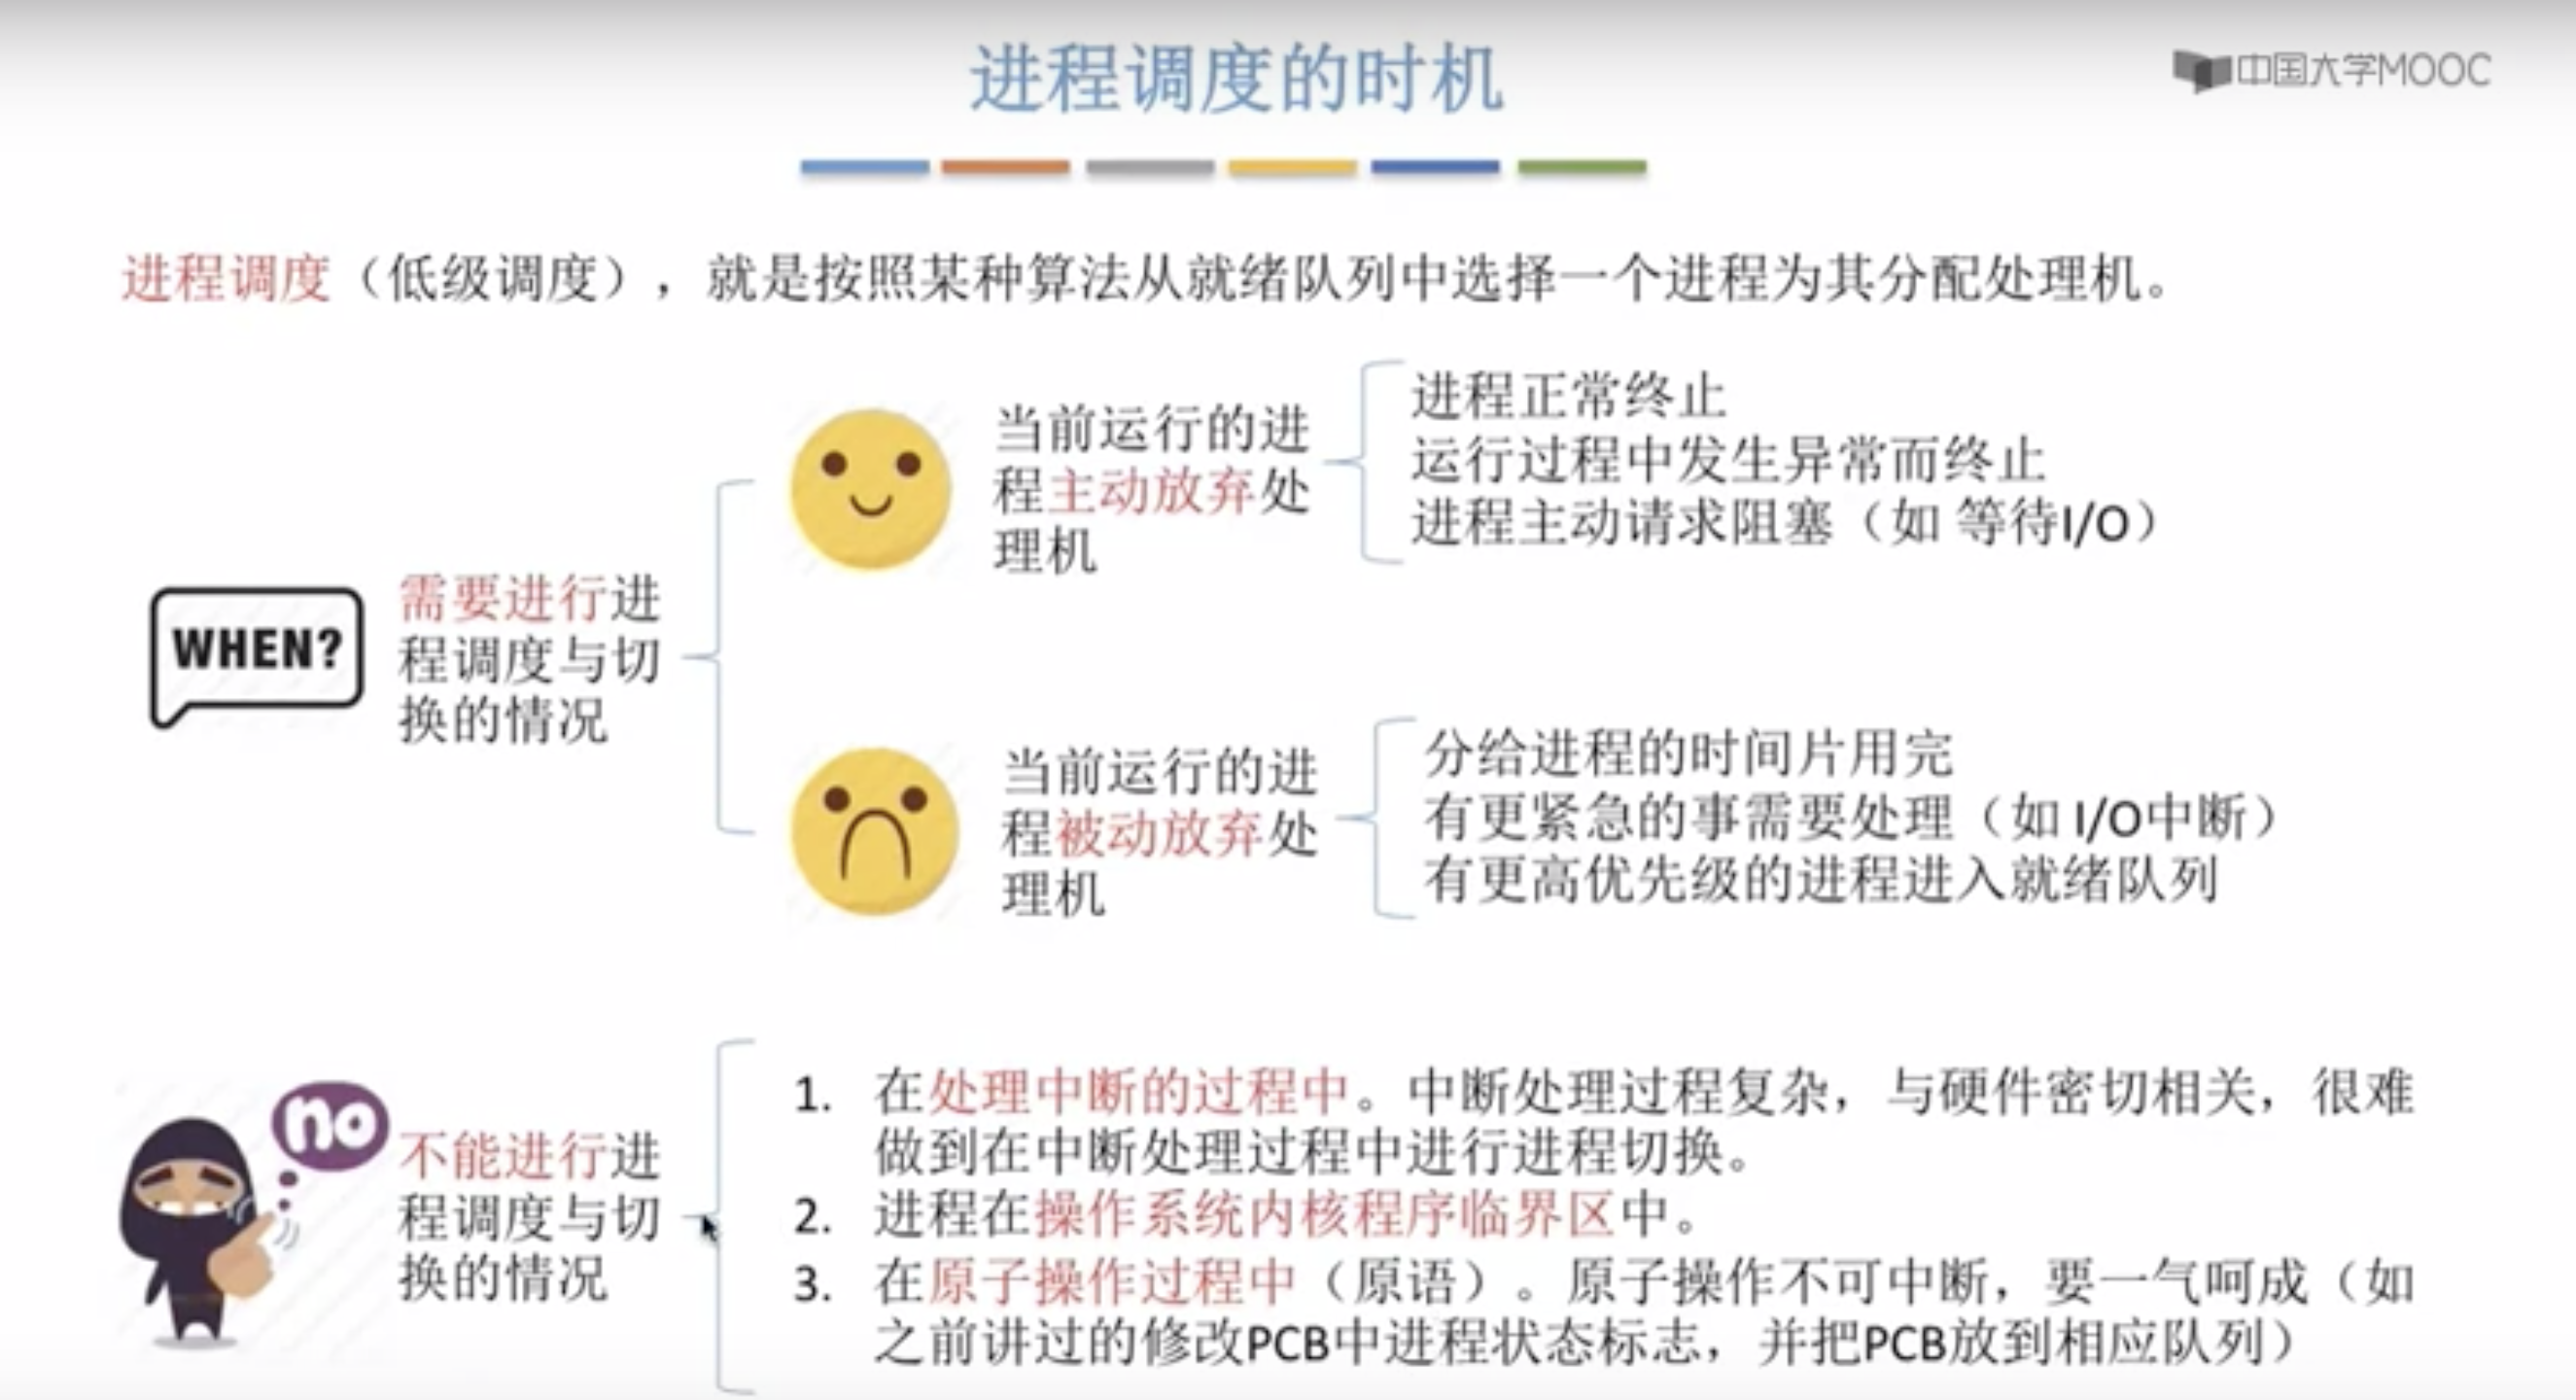 进程调度的时机
中国大学MOOC
进程调度（低级调度），就是按照某种算法从就绪队列中选择一个进程为其分配处理机。
WHEN?
需要进行进
程调度与切
换的情况
当前运行的进
程主动放弃处
理机
进程正常终止
运行过程中发生异常而终止
进程主动请求阻塞（如 等待I/O）
当前运行的进
程被动放弃处
理机
分给进程的时间片用完
有更紧急的事需要处理（如 I/O中断）
有更高优先级的进程进入就绪队列
no
不能进行进
程调度与切
换的情况
1. 在处理中断的过程中。中断处理过程复杂，与硬件密切相关，很难
做到在中断处理过程中进行进程切换。
2. 进程在操作系统内核程序临界区中。
3. 在原子操作过程中（原语）。原子操作不可中断，要一气呵成（如
之前讲过的修改PCB中进程状态标志，并把PCB放到相应队列）